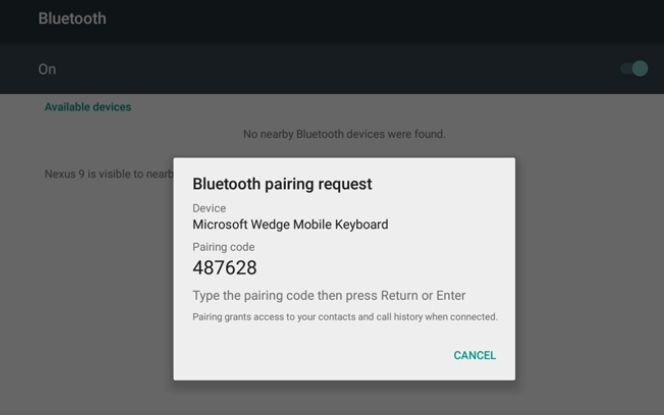 Bluetooth
On
Available devices
No nearby Bluetooth devices were found.
Nexus 9 is visible to nearb
Bluetooth pairing request
Device
Microsoft Wedge Mobile Keyboard
Pairing code
487628
Type the pairing code then press Return or Enter
Pairing grants access to your contacts and call history when connected.
CANCEL